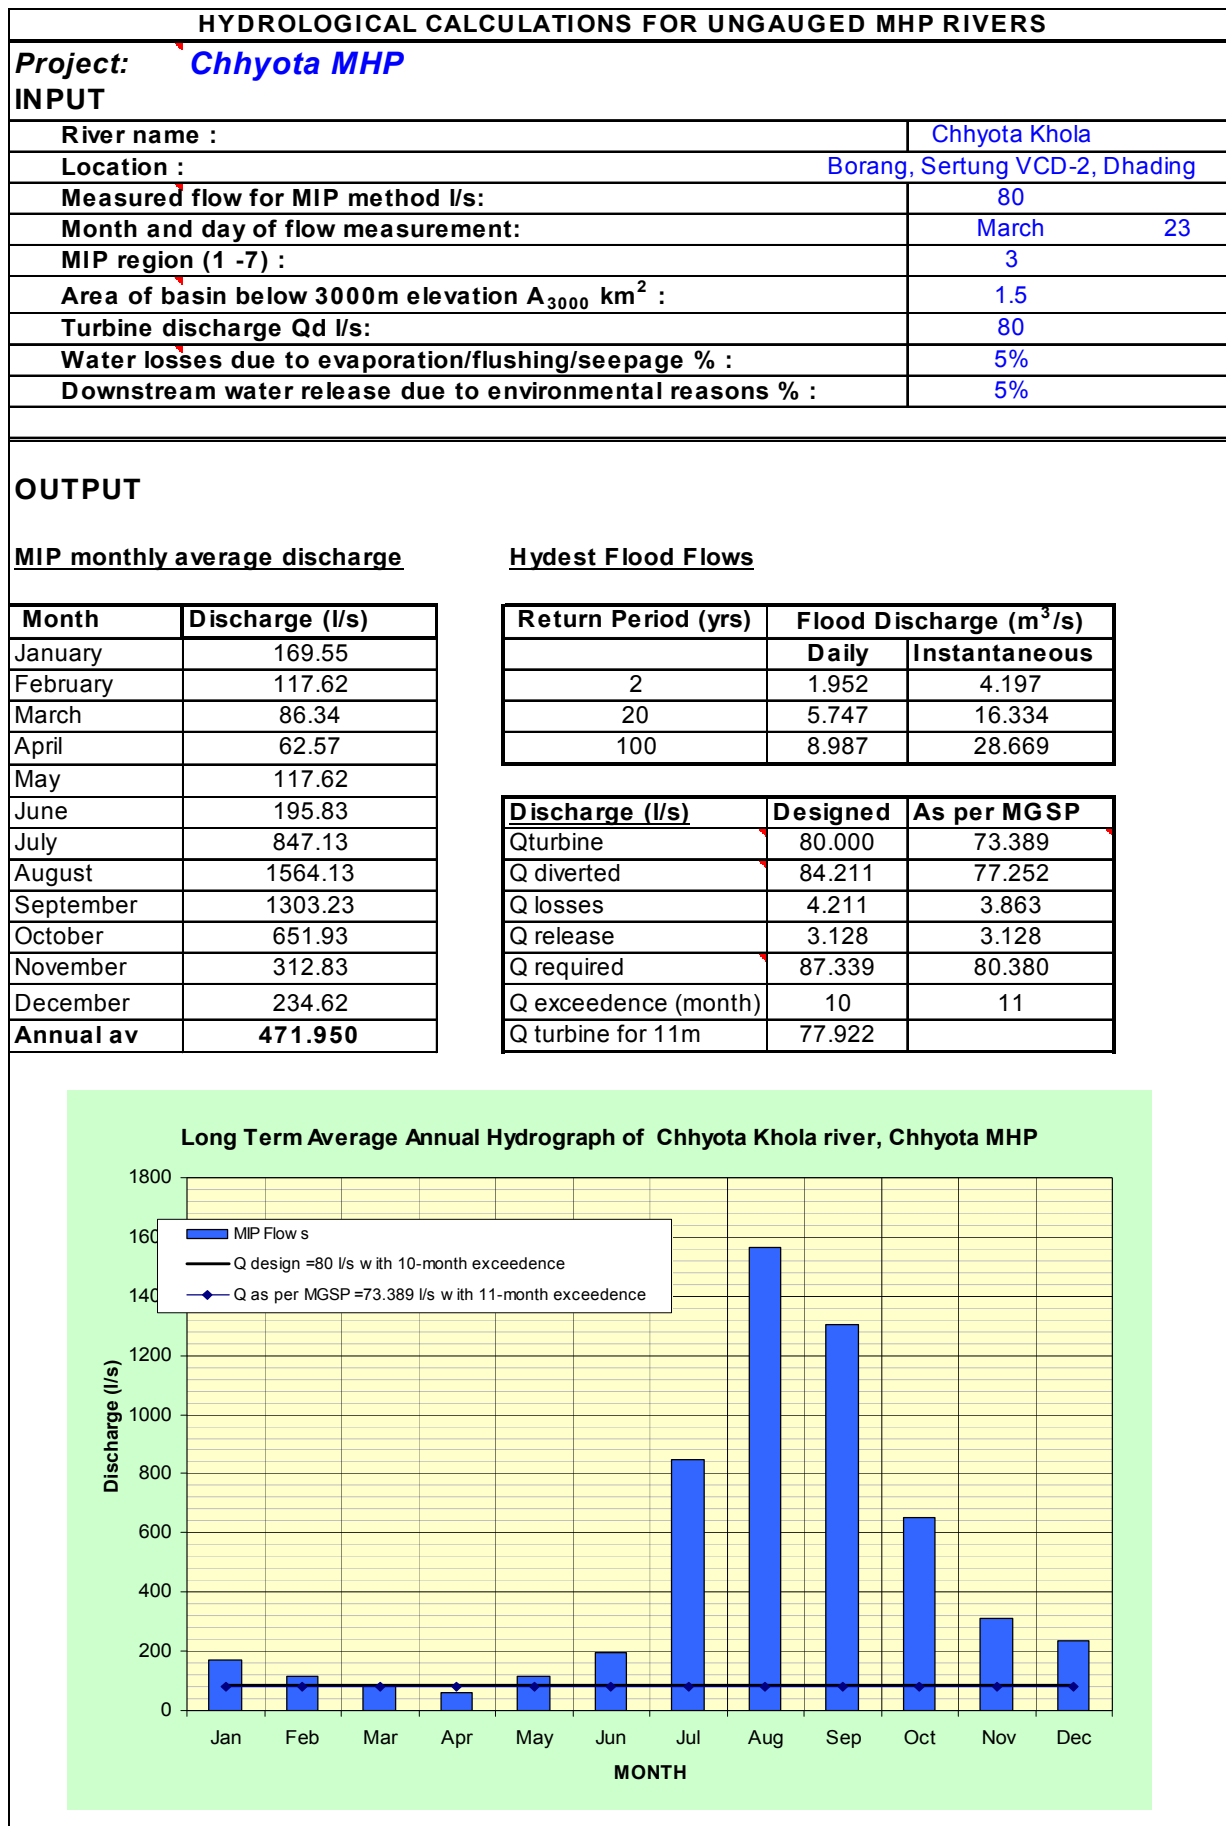 HYDROLOGICAL CALCULATIONS FOR UNGAUGED MHP RIVERS
Project: Chhyota MHP
INPUT
River name : Chhyota Khola
Location : Borang, Sertung VCD-2, Dhading
Measured flow for MIP method l/s: 80
Month and day of flow measurement: March 23
MIP region (1 -7) : 3
Area of basin below 3000m elevation A3000 km2 : 1.5
Turbine discharge Qd l/s: 80
Water losses due to evaporation/flushing/seepage % : 5%
Downstream water release due to environmental reasons % : 5%
OUTPUT
MIP monthly average discharge
Month Discharge (l/s)
January 169.55
February 117.62
March 86.34
April 62.57
May 117.62
June 195.83
July 847.13
August 1564.13
September 1303.23
October 651.93
November 312.83
December 234.62
Annual av 471.950
Hydest Flood Flows
Return Period (yrs) Flood Discharge (m3/s)
Daily Instantaneous
2 1.952 4.197
20 5.747 16.334
100 8.987 28.669
Discharge (l/s) Designed As per MGSP
Qturbine 80.000 73.389
Q diverted 84.211 77.252
Q losses 4.211 3.863
Q release 3.128 3.128
Q required 87.339 80.380
Q exceedence (month) 10 11
Q turbine for 11m 77.922
Long Term Average Annual Hydrograph of Chhyota Khola river, Chhyota MHP
MIP Flows
Q design =80 l/s with 10-month exceedence
Q as per MGSP =73.389 l/s with 11-month exceedence
Discharge (l/s)
1800
160
140
1200
1000
800
600
400
200
0
Jan Feb Mar Apr May Jun Jul Aug Sep Oct Nov Dec
MONTH